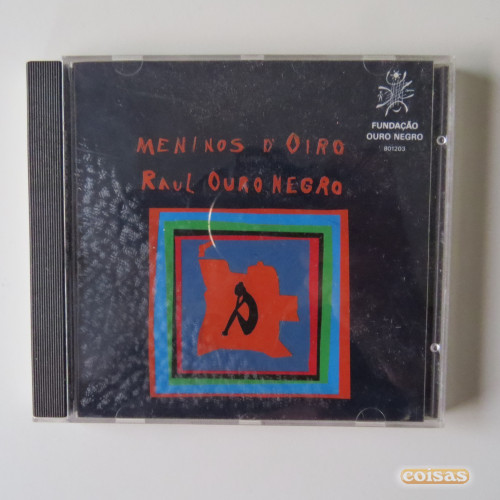 FUNDAÇÃO
OURO NEGRO
801203
MENINOS D'OIRO
RAUL OURO NEGRO
coisas